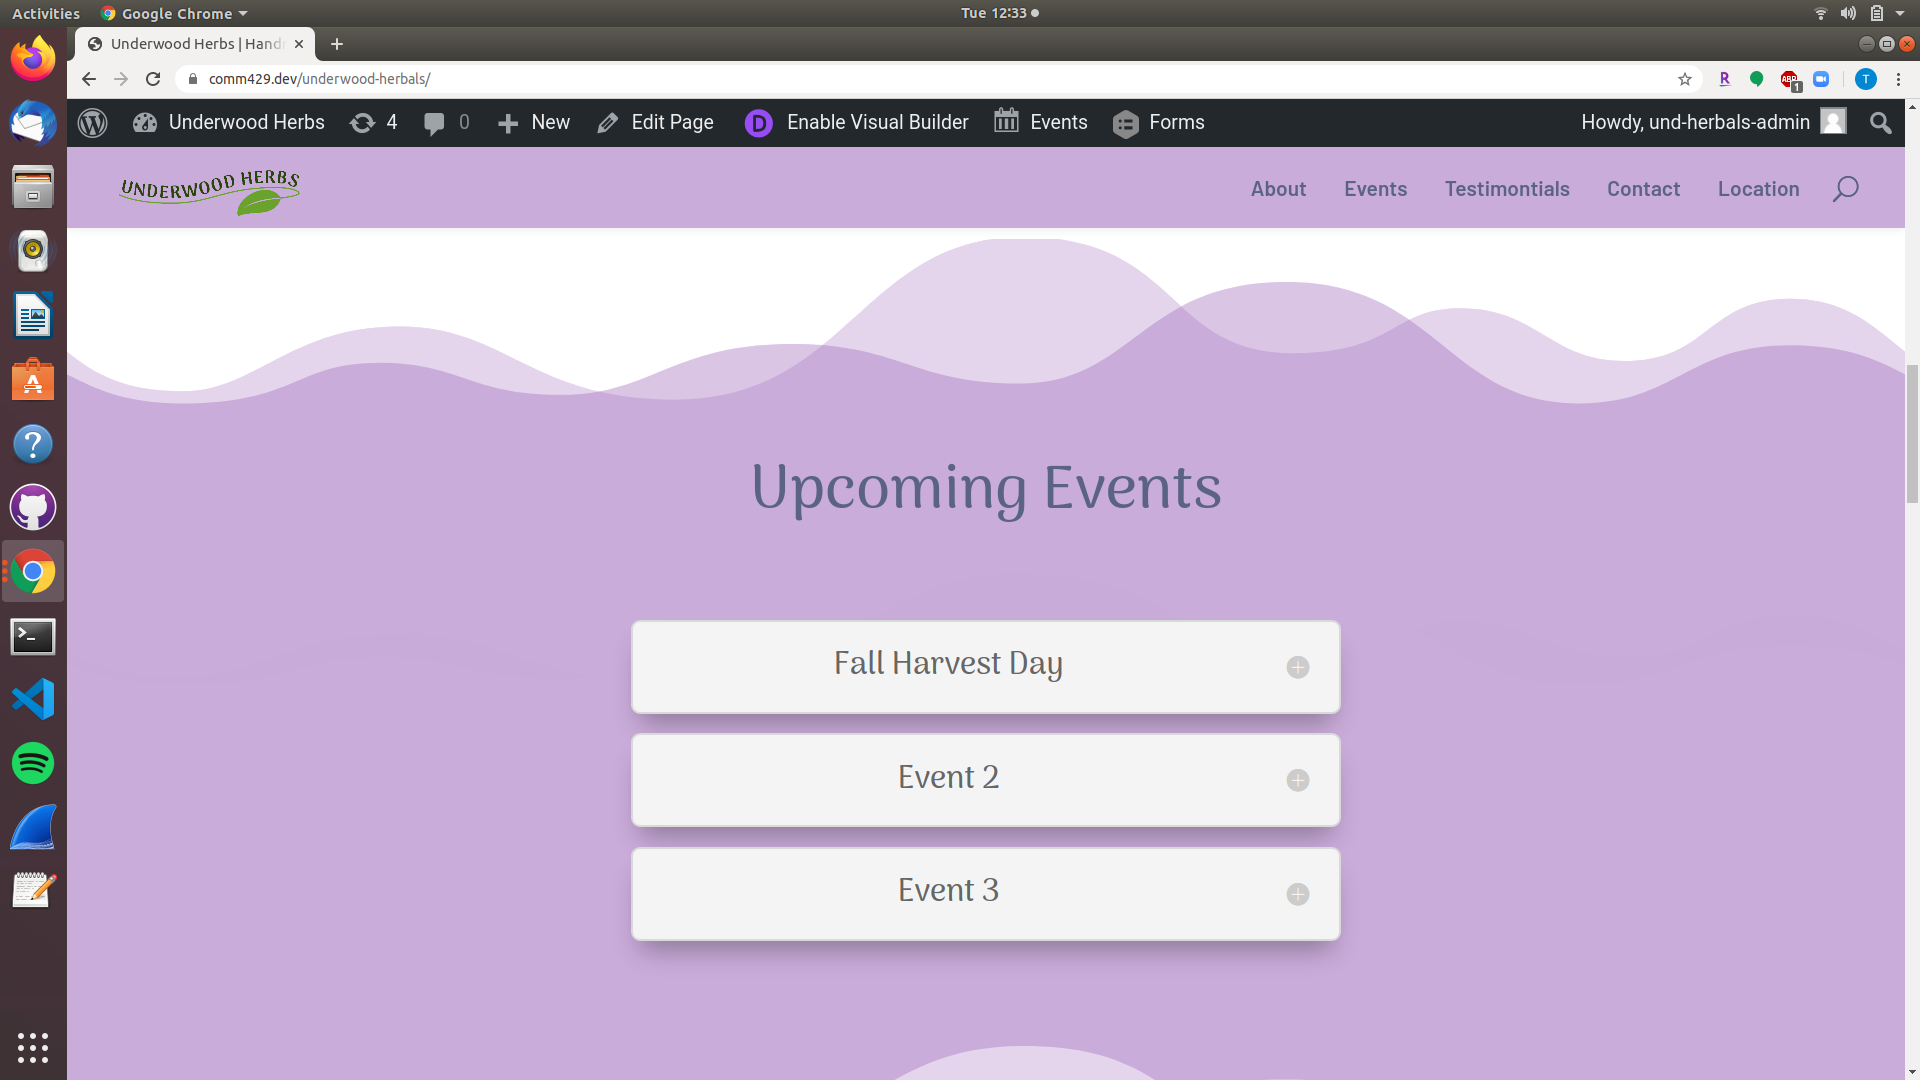 Activities Google Chrome Tue 12:33
Underwood Herbs | Hand
comm429.dev/underwood-herbals/
ABP 1 T
Underwood Herbs 4 0 New Edit Page D Enable Visual Builder Events Forms Howdy, und-herbals-admin
UNDERWOOD HERBS
About Events Testimontials Contact Location
Upcoming Events
Fall Harvest Day
Event 2
Event 3